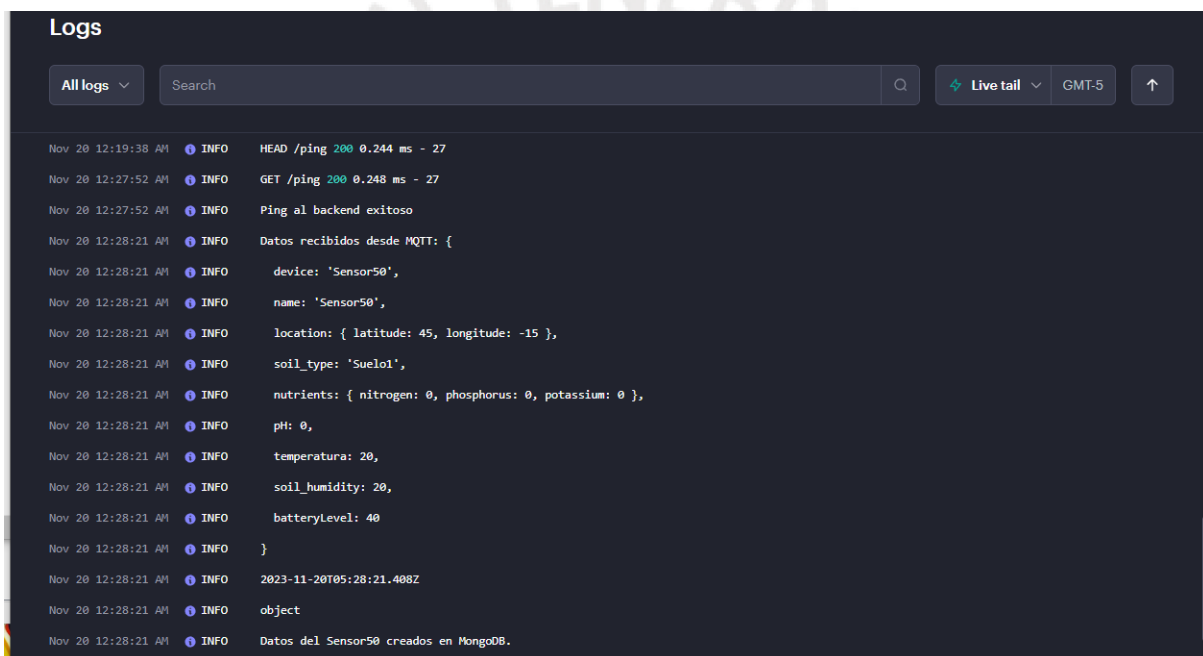 Logs
All logs Search Live tail GMT-5
Nov 20 12:19:38 AM INFO HEAD /ping 200 0.244 ms - 27
Nov 20 12:27:52 AM INFO GET /ping 200 0.248 ms - 27
Nov 20 12:27:52 AM INFO Ping al backend exitoso
Nov 20 12:28:21 AM INFO Datos recibidos desde MQTT: {
Nov 20 12:28:21 AM INFO device: 'Sensor50',
Nov 20 12:28:21 AM INFO name: 'Sensor50',
Nov 20 12:28:21 AM INFO location: { latitude: 45, longitude: -15 },
Nov 20 12:28:21 AM INFO soil_type: 'Suelo1',
Nov 20 12:28:21 AM INFO nutrients: { nitrogen: 0, phosphorus: 0, potassium: 0 },
Nov 20 12:28:21 AM INFO pH: 0,
Nov 20 12:28:21 AM INFO temperatura: 20,
Nov 20 12:28:21 AM INFO soil_humidity: 20,
Nov 20 12:28:21 AM INFO batteryLevel: 40
Nov 20 12:28:21 AM INFO }
Nov 20 12:28:21 AM INFO 2023-11-20T05:28:21.408Z
Nov 20 12:28:21 AM INFO object
Nov 20 12:28:21 AM INFO Datos del Sensor50 creados en MongoDB.